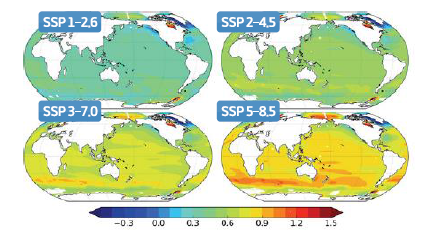 SSP 1–2,6
SSP 2–4,5
SSP 3–7,0
SSP 5–8,5
−0.3 0.0 0.3 0.6 0.9 1.2 1.5